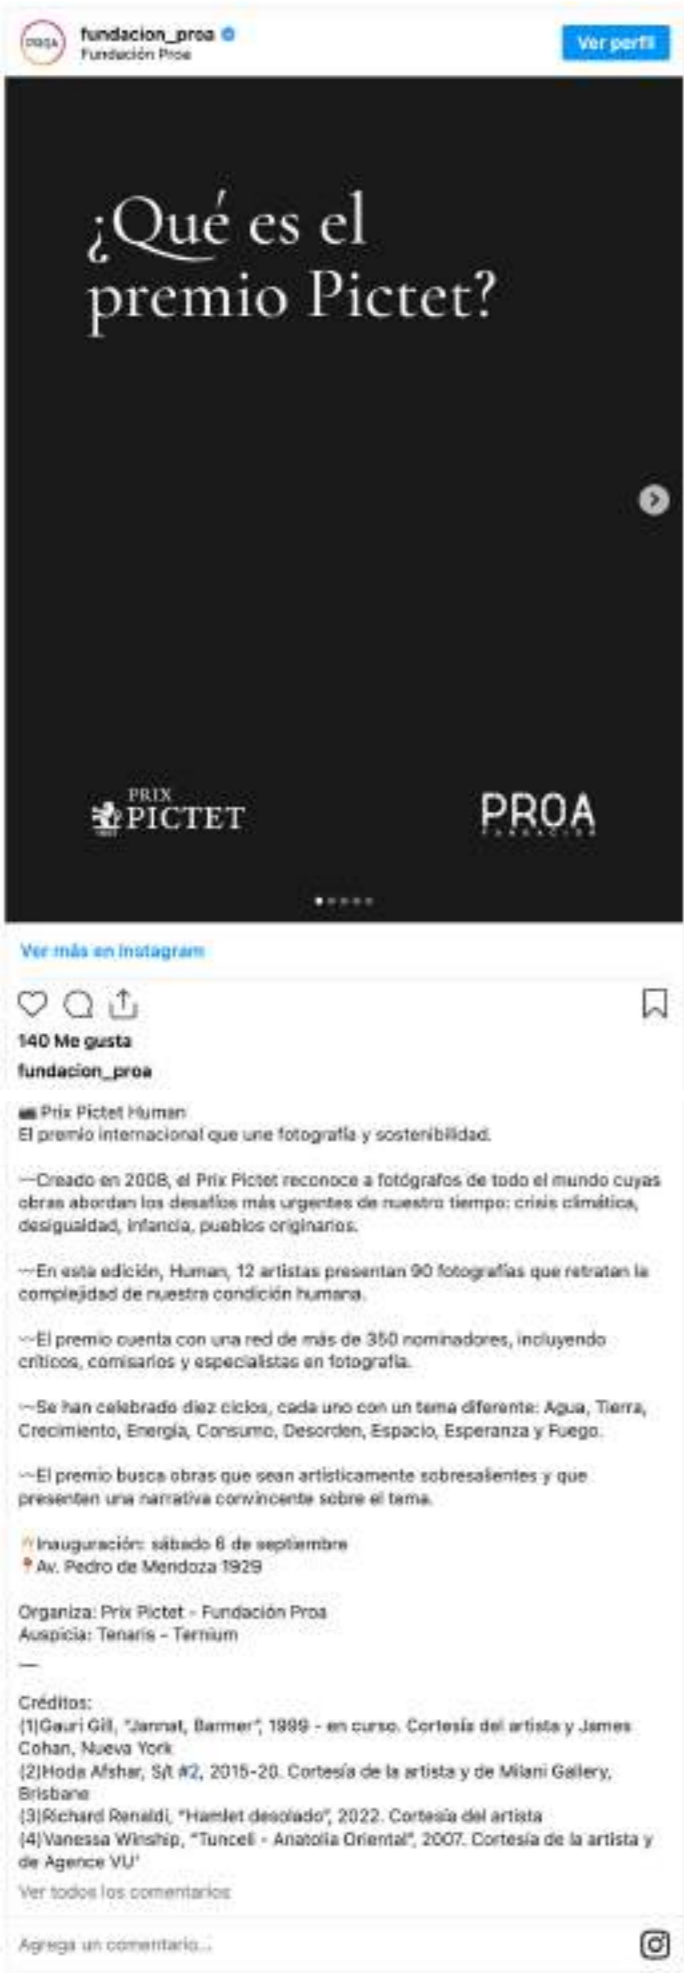 PROA
fundacion_proa
Fundación Proa
Ver perfil
¿Qué es el
premio Pictet?
PRIX
PICTET
PROA
FUNDACION
Ver más en Instagram
140 Me gusta
fundacion_proa
📷 Prix Pictet Human
El premio internacional que une fotografía y sostenibilidad.
—Creado en 2008, el Prix Pictet reconoce a fotógrafos de todo el mundo cuyas
obras abordan los desafíos más urgentes de nuestro tiempo: crisis climática,
desigualdad, infancia, pueblos originarios.
—En esta edición, Human, 12 artistas presentan 90 fotografías que retratan la
complejidad de nuestra condición humana.
—El premio cuenta con una red de más de 350 nominadores, incluyendo
críticos, comisarios y especialistas en fotografía.
—Se han celebrado diez ciclos, cada uno con un tema diferente: Agua, Tierra,
Crecimiento, Energía, Consumo, Desorden, Espacio, Esperanza y Fuego.
—El premio busca obras que sean artísticamente sobresalientes y que
presenten una narrativa convincente sobre el tema.
Inauguración: sábado 6 de septiembre
📍Av. Pedro de Mendoza 1929
Organiza: Prix Pictet - Fundación Proa
Auspicia: Tenaris - Ternium
—
Créditos:
(1)Gauri Gill, "Jannat, Barmer", 1999 - en curso. Cortesía del artista y James
Cohan, Nueva York
(2)Hoda Afshar, S/t #2, 2015-20. Cortesía de la artista y de Milani Gallery,
Brisbane
(3)Richard Renaldi, "Hamlet desolado", 2022. Cortesía del artista
(4)Vanessa Winship, "Tunceli - Anatolia Oriental", 2007. Cortesía de la artista y
de Agence VU'
Ver todos los comentarios
Agrega un comentario...